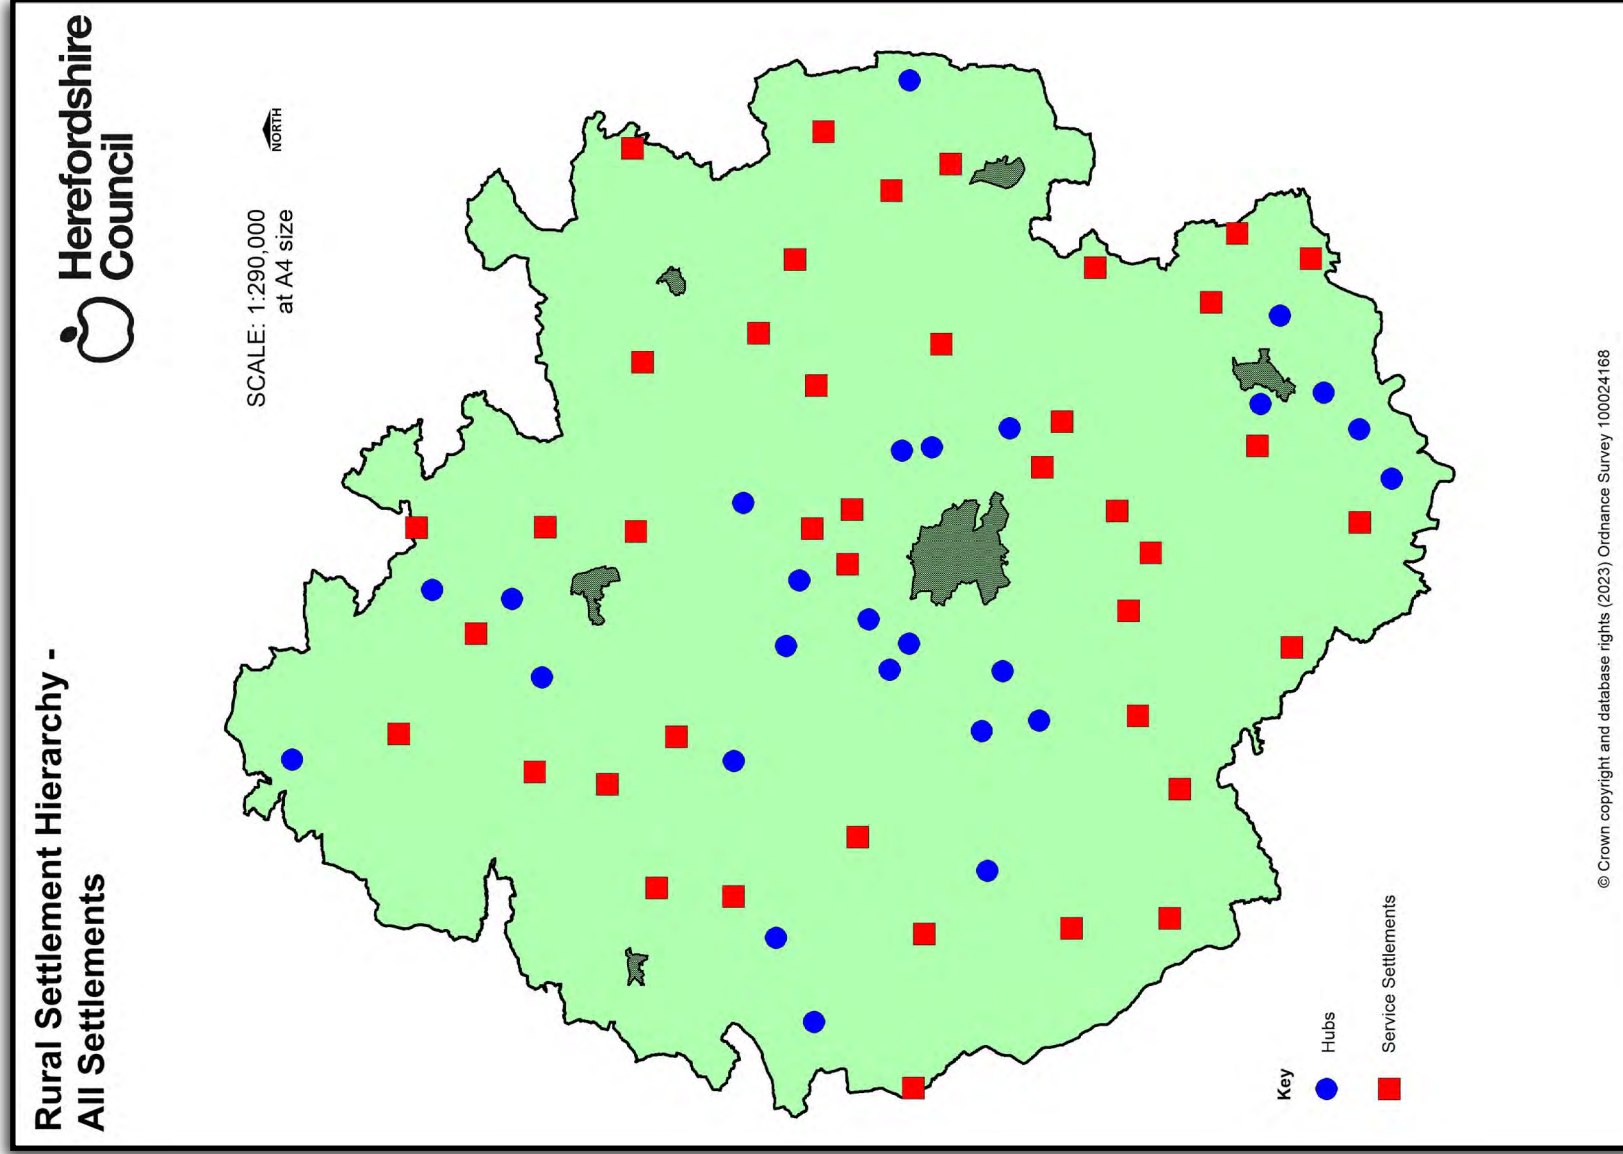 Rural Settlement Hierarchy -
All Settlements
Herefordshire
Council
SCALE: 1:290,000
at A4 size
NORTH
Key
Hubs
Service Settlements
© Crown copyright and database rights (2023) Ordnance Survey 100024168